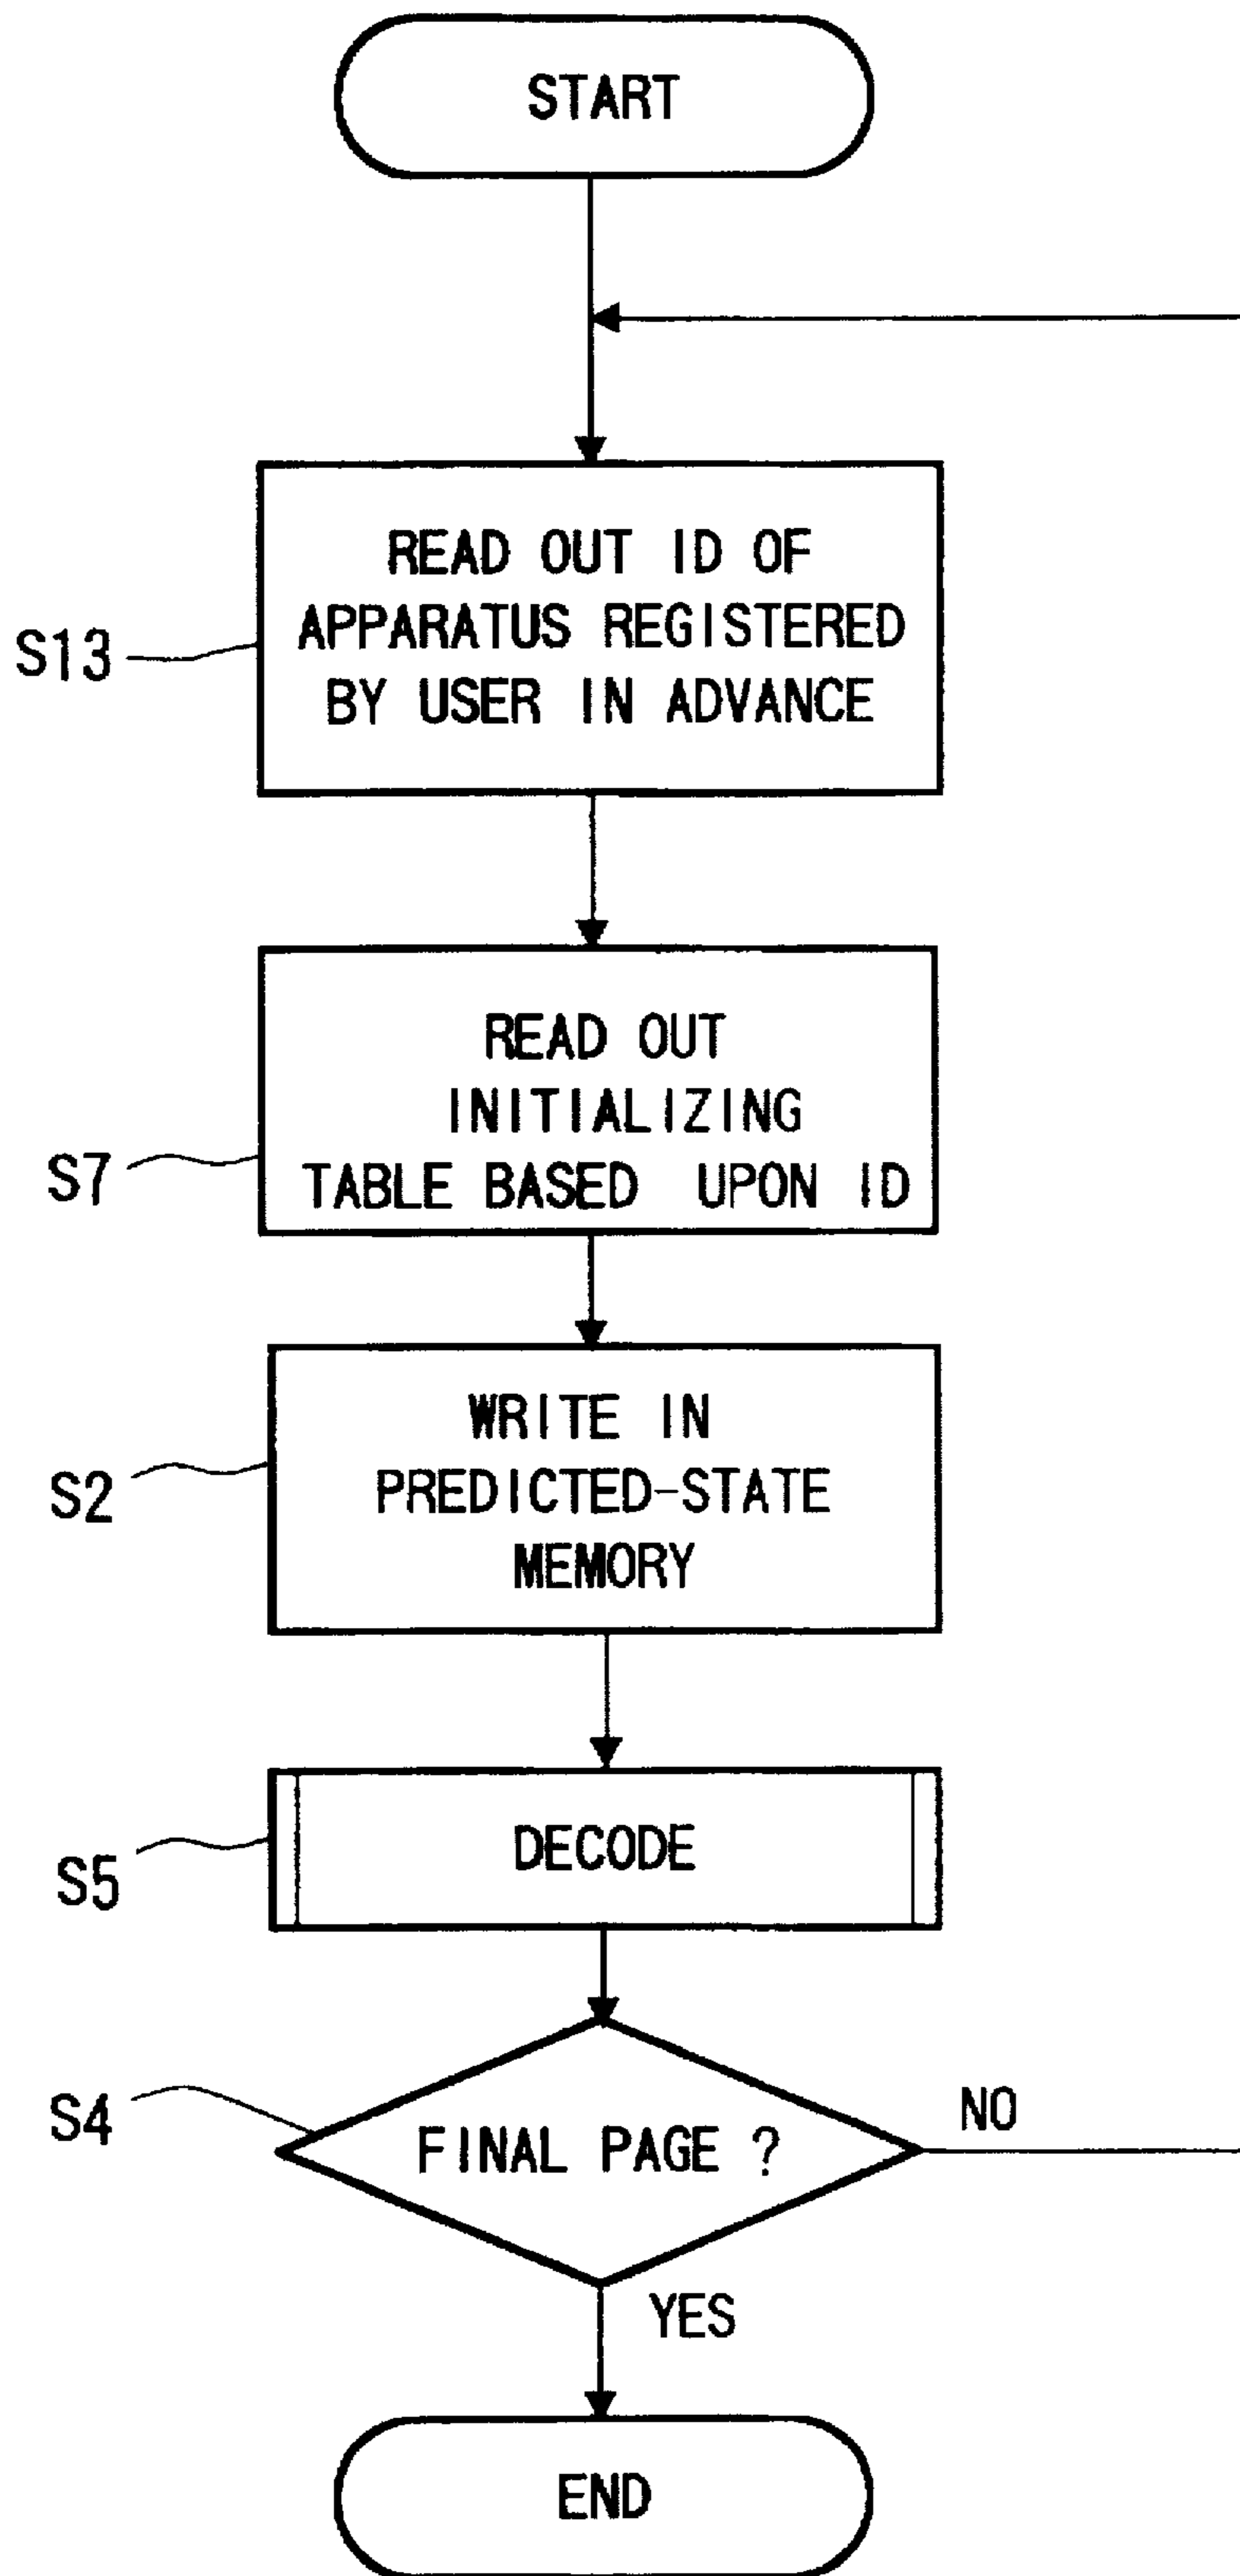 START
READ OUT ID OF
APPARATUS REGISTERED
BY USER IN ADVANCE
S13
READ OUT
INITIALIZING
TABLE BASED UPON ID
S7
WRITE IN
PREDICTED-STATE
MEMORY
S2
DECODE
S5
S4
FINAL PAGE ?
NO
YES
END